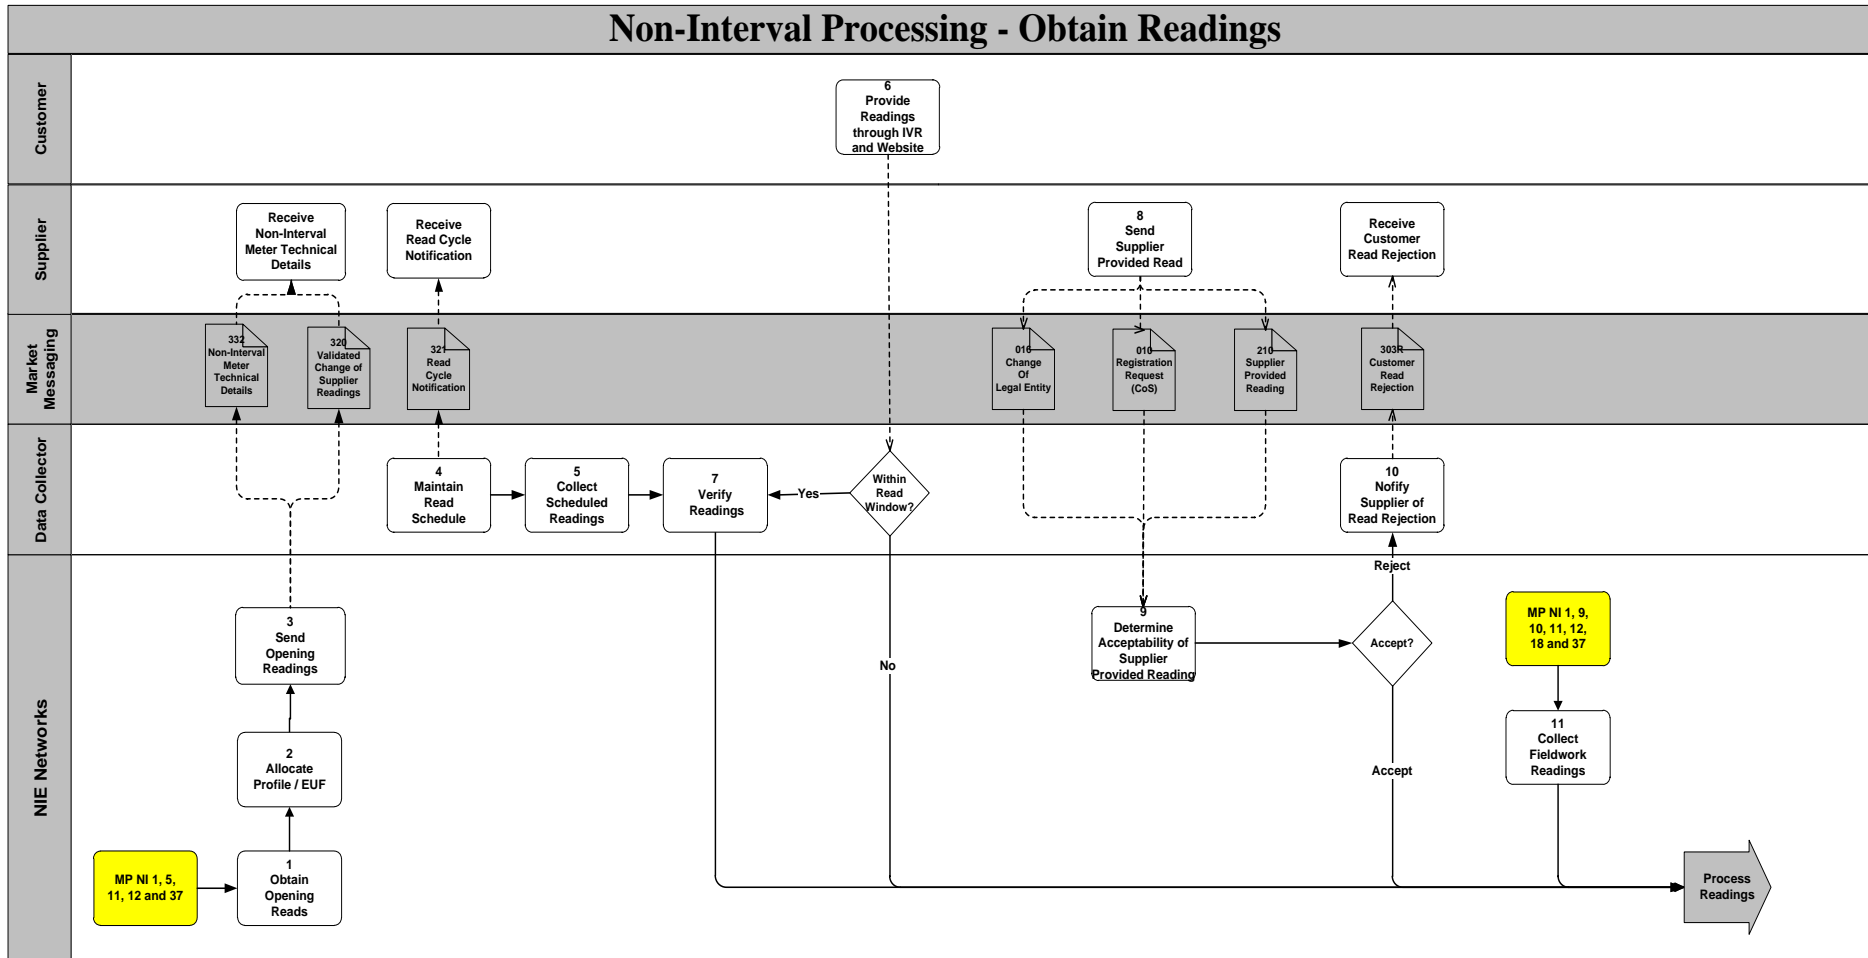 Non-Interval Processing - Obtain Readings
Customer
6
Provide
Readings
through IVR
and Website
Supplier
Receive
Non-Interval
Meter Technical
Details
Receive
Read Cycle
Notification
8
Send
Supplier
Provided Read
Receive
Customer
Read Rejection
Market
Messaging
332
Non-Interval
Meter
Technical
Details
320
Validated
Change of
Supplier
Readings
321
Read
Cycle
Notification
016
Change
Of
Legal Entity
010
Registration
Request
(CoS)
210
Supplier
Provided
Reading
303R
Customer
Read
Rejection
Data Collector
4
Maintain
Read
Schedule
5
Collect
Scheduled
Readings
7
Verify
Readings
Yes
Within
Read
Window?
10
Nofify
Supplier of
Read Rejection
NIE Networks
3
Send
Opening
Readings
2
Allocate
Profile / EUF
MP NI 1, 5,
11, 12 and 37
1
Obtain
Opening
Reads
No
9
Determine
Acceptability of
Supplier
Provided Reading
Reject
Accept?
Accept
MP NI 1, 9,
10, 11, 12,
18 and 37
11
Collect
Fieldwork
Readings
Process
Readings